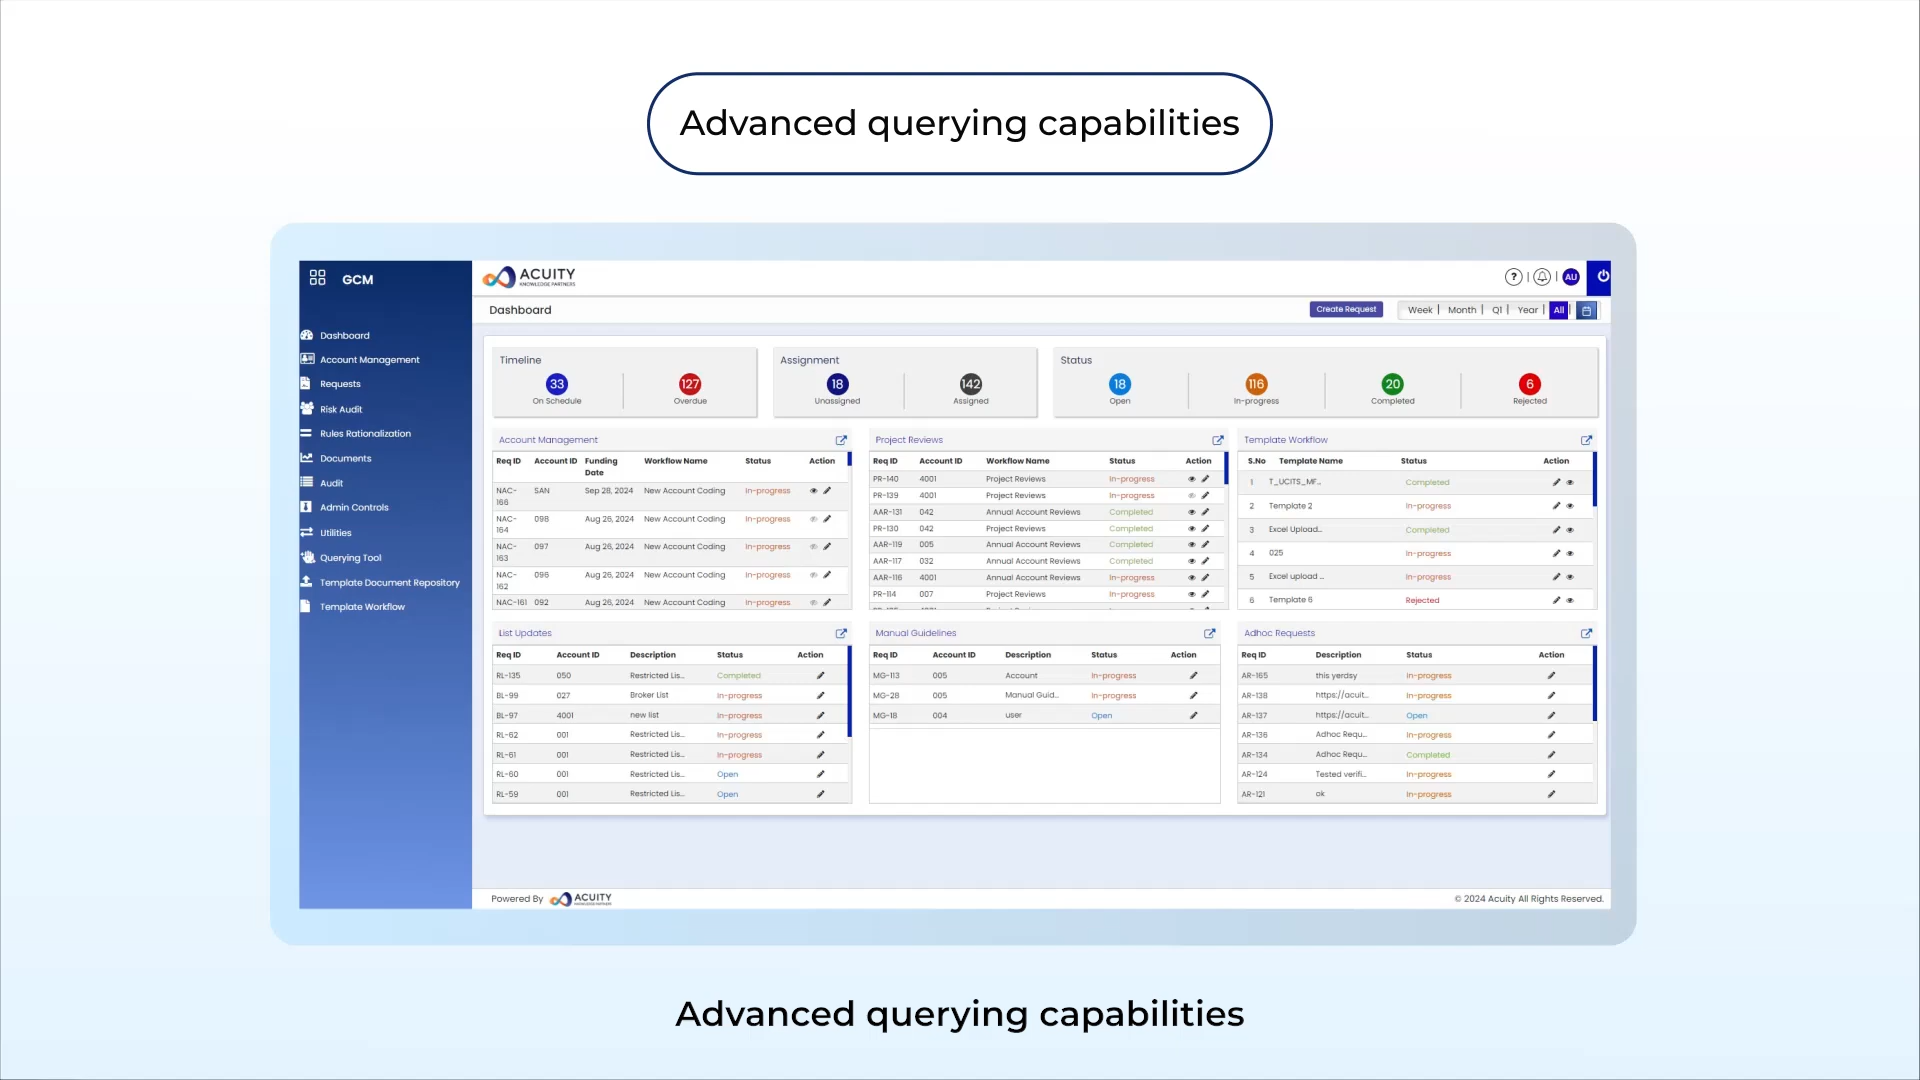 Advanced querying capabilities
GCM
ACUITY
KNOWLEDGE PARTNERS
?
AU
Dashboard
Create Request
Week | Month | Q1 | Year | All |
Dashboard
Account Management
Requests
Risk Audit
Rules Rationalization
Documents
Audit
Admin Controls
Utilities
Querying Tool
Template Document Repository
Template Workflow
Timeline
33 127
On Schedule Overdue
Assignment
18 142
Unassigned Assigned
Status
18 116 20 6
Open In-progress Completed Rejected
Account Management
Req ID Account ID Funding Date Workflow Name Status Action
NAC-166 SAN Sep 28, 2024 New Account Coding In-progress
NAC-164 098 Aug 26, 2024 New Account Coding In-progress
NAC-163 097 Aug 26, 2024 New Account Coding In-progress
NAC-162 096 Aug 26, 2024 New Account Coding In-progress
NAC-161 092 Aug 26, 2024 New Account Coding In-progress
Project Reviews
Req ID Account ID Workflow Name Status Action
PR-140 4001 Project Reviews In-progress
PR-139 4001 Project Reviews In-progress
AAR-131 042 Annual Account Reviews Completed
PR-130 042 Project Reviews Completed
AAR-119 005 Annual Account Reviews Completed
AAR-117 032 Annual Account Reviews Completed
AAR-116 4001 Annual Account Reviews In-progress
PR-114 007 Project Reviews In-progress
Template Workflow
S.No Template Name Status Action
1 T_UCITS_MF... Completed
2 Template 2 In-progress
3 Excel Upload... Completed
4 025 In-progress
5 Excel upload ... In-progress
6 Template 6 Rejected
List Updates
Req ID Account ID Description Status Action
RL-135 050 Restricted Lis... Completed
BL-99 027 Broker List In-progress
BL-97 4001 new list In-progress
RL-62 001 Restricted Lis... In-progress
RL-61 001 Restricted Lis... In-progress
RL-60 001 Restricted Lis... Open
RL-59 001 Restricted Lis... Open
Manual Guidelines
Req ID Account ID Description Status Action
MG-113 005 Account In-progress
MG-28 005 Manual Guid... In-progress
MG-18 004 user Open
Adhoc Requests
Req ID Description Status Action
AR-165 this yerdsy In-progress
AR-138 https://acuit... In-progress
AR-137 https://acuit... Open
AR-136 Adhoc Requ... In-progress
AR-134 Adhoc Requ... Completed
AR-124 Tested verifi... In-progress
AR-121 ok In-progress
Powered By ACUITY
KNOWLEDGE PARTNERS
© 2024 Acuity All Rights Reserved.
Advanced querying capabilities